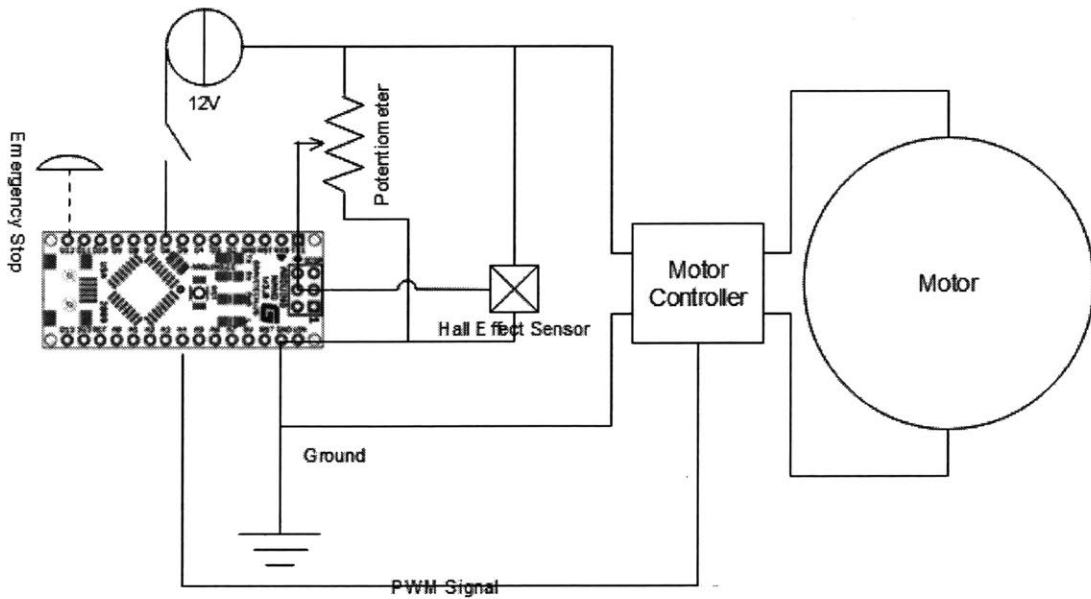 12V
Emergency Stop
Potentiometer
Hall Effect Sensor
Motor
Controller
Motor
Ground
PWM Signal